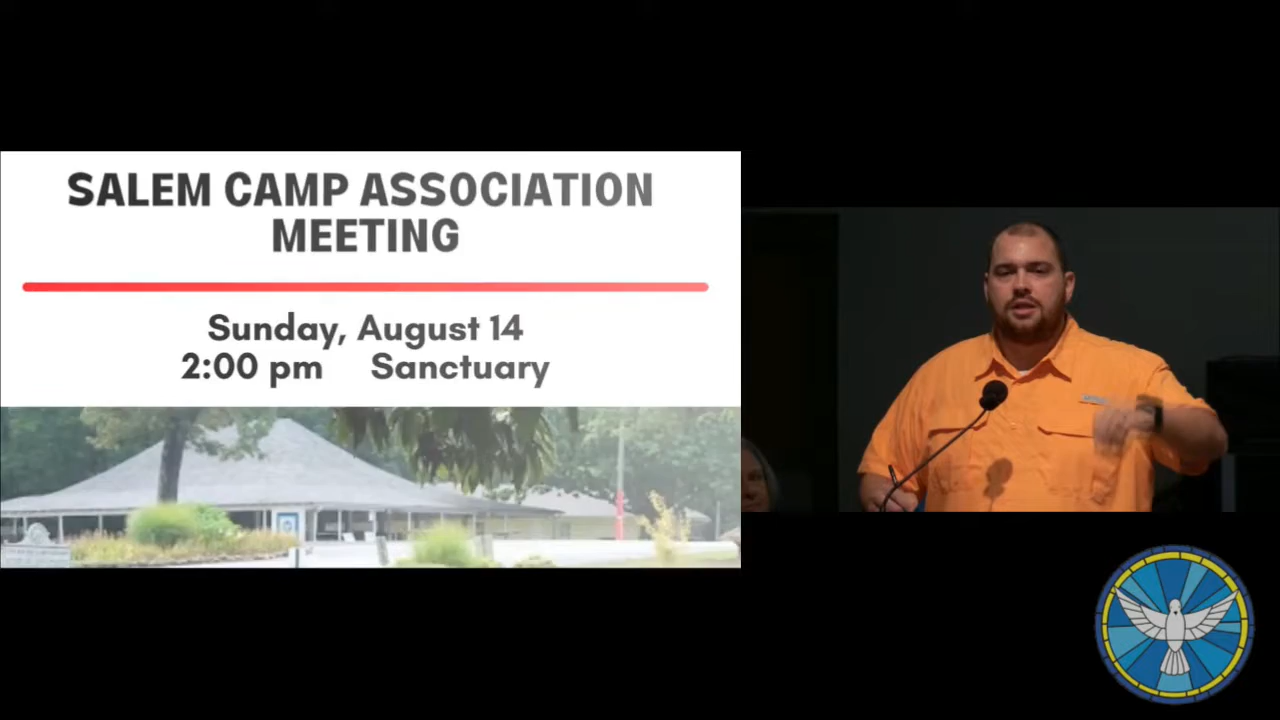 SALEM CAMP ASSOCIATION
MEETING
Sunday, August 14
2:00 pm Sanctuary